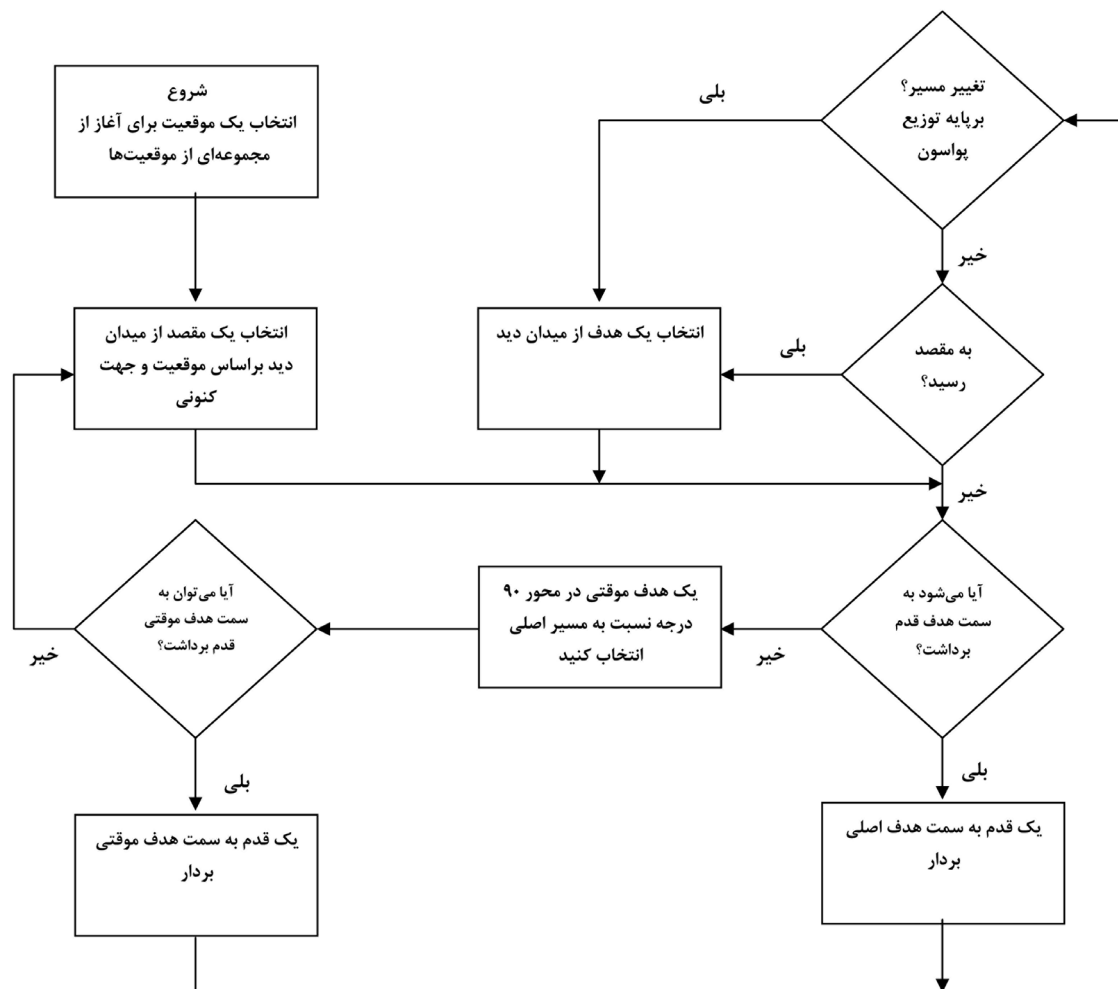 شروع
انتخاب یک موقعیت برای آغاز از
مجموعه‌ای از موقعیت‌ها
تغییر مسیر؟
برپایه توزیع
پواسون
بلی
خیر
انتخاب یک مقصد از میدان
دید براساس موقعیت و جهت
کنونی
انتخاب یک هدف از میدان دید
بلی
به مقصد
رسید؟
خیر
آیا می‌شود به
سمت هدف قدم
برداشت؟
خیر
یک هدف موقتی در محور ۹۰
درجه نسبت به مسیر اصلی
انتخاب کنید
آیا می‌توان به
سمت هدف موقتی
قدم برداشت؟
خیر
بلی
بلی
یک قدم به سمت هدف اصلی
بردار
یک قدم به سمت هدف موقتی
بردار